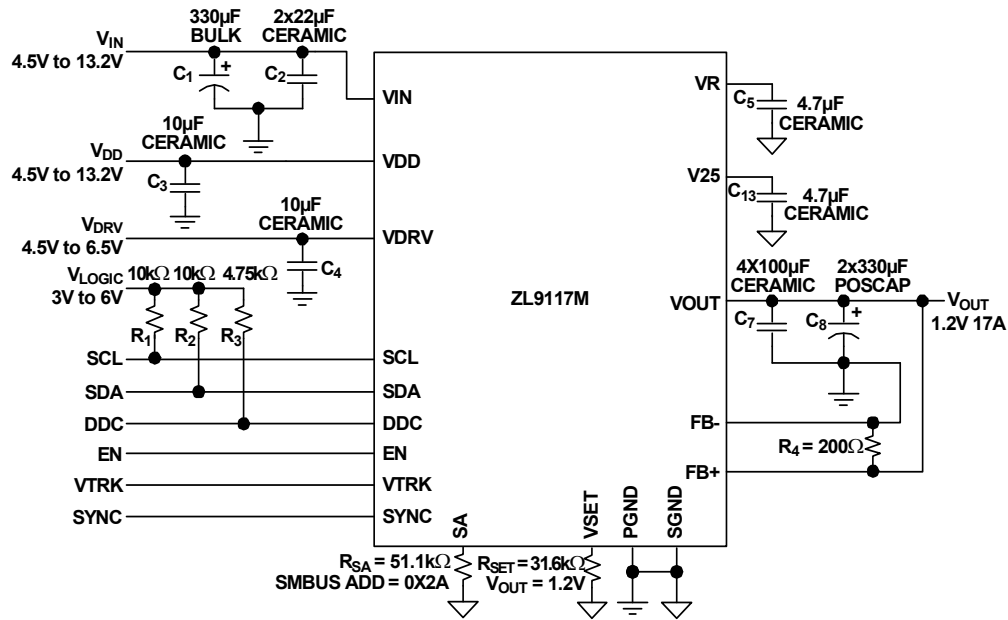 330µF
BULK
2x22µF
CERAMIC
VIN
4.5V to 13.2V
C1
+
C2
VIN
10µF
CERAMIC
VDD
4.5V to 13.2V
C3
VDD
10µF
CERAMIC
VDRV
4.5V to 6.5V
C4
VDRV
VLOGIC
3V to 6V
10kΩ
10kΩ
4.75kΩ
R1
R2
R3
SCL
SCL
SDA
SDA
DDC
DDC
EN
EN
VTRK
VTRK
SYNC
SYNC
ZL9117M
VR
C5
4.7µF
CERAMIC
V25
C13
4.7µF
CERAMIC
4X100µF
CERAMIC
2x330µF
POSCAP
VOUT
C7
C8
+
VOUT
1.2V 17A
FB-
R4 = 200Ω
FB+
SA
VSET
PGND
SGND
RSA = 51.1kΩ
SMBUS ADD = 0X2A
RSET = 31.6kΩ
VOUT = 1.2V